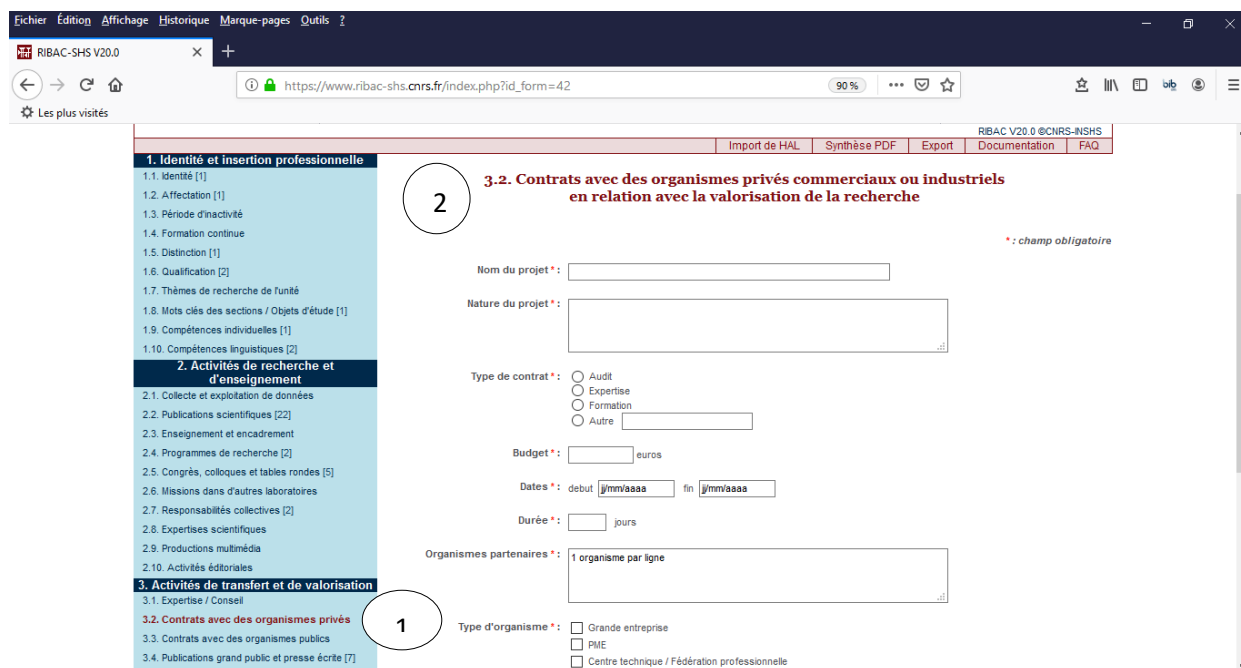 Fichier Édition Affichage Historique Marque-pages Outils ?
RIBAC-SHS V20.0
https://www.ribac-shs.cnrs.fr/index.php?id_form=42
90 %
Les plus visités
RIBAC V20.0 ©CNRS-INSHS
Import de HAL Synthèse PDF Export Documentation FAQ
1. Identité et insertion professionnelle
1.1. Identité [1]
1.2. Affectation [1]
1.3. Période d'inactivité
1.4. Formation continue
1.5. Distinction [1]
1.6. Qualification [2]
1.7. Thèmes de recherche de l'unité
1.8. Mots clés des sections / Objets d'étude [1]
1.9. Compétences individuelles [1]
1.10. Compétences linguistiques [2]
2. Activités de recherche et
d'enseignement
2.1. Collecte et exploitation de données
2.2. Publications scientifiques [22]
2.3. Enseignement et encadrement
2.4. Programmes de recherche [2]
2.5. Congrès, colloques et tables rondes [5]
2.6. Missions dans d'autres laboratoires
2.7. Responsabilités collectives [2]
2.8. Expertises scientifiques
2.9. Productions multimédia
2.10. Activités éditoriales
3. Activités de transfert et de valorisation
3.1. Expertise / Conseil
3.2. Contrats avec des organismes privés
3.3. Contrats avec des organismes publics
3.4. Publications grand public et presse écrite [7]
1
2
3.2. Contrats avec des organismes privés commerciaux ou industriels
en relation avec la valorisation de la recherche
* : champ obligatoire
Nom du projet * :
Nature du projet * :
Type de contrat * : Audit
Expertise
Formation
Autre
Budget * : euros
Dates * : debut jj/mm/aaaa fin jj/mm/aaaa
Durée * : jours
Organismes partenaires * : 1 organisme par ligne
Type d'organisme * : Grande entreprise
PME
Centre technique / Fédération professionnelle